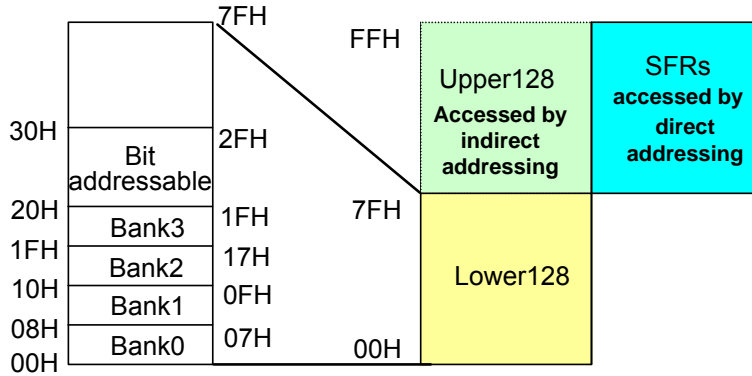 7FH
FFH
Upper128
Accessed by
indirect
addressing
SFRs
accessed by
direct
addressing
30H
2FH
Bit
addressable
20H
1FH
7FH
Bank3
1FH
17H
Bank2
10H
0FH
Bank1
Lower128
08H
07H
Bank0
00H
00H